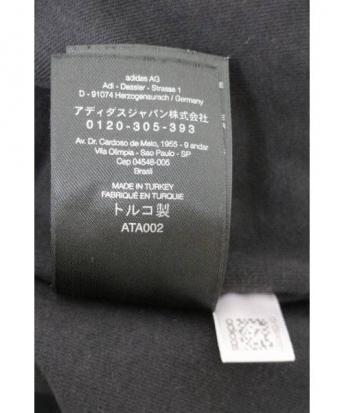 adidas AG
Adi - Dassler - Strasse 1
D - 91074 Herzogenaurach / Germany
アディダスジャパン株式会社
0120-305-393
Av. Dr. Cardoso de Melo, 1955 - 9 andar
Vila Olimpia - Sao Paulo - SP
Cep 04548-005
Brasil
MADE IN TURKEY
FABRIQUÉ EN TURQUIE
トルコ製
ATA002